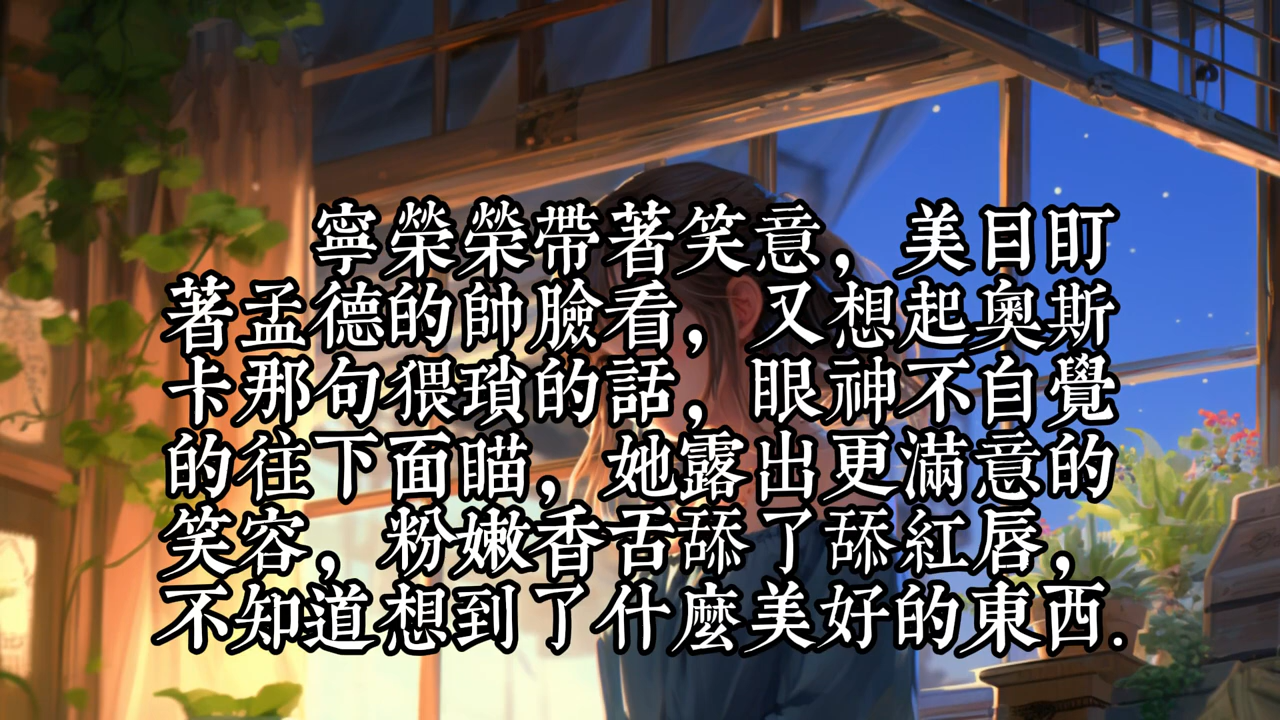 寧榮榮帶著笑意，美目盯
著孟德的帥臉看，又想起奧斯
卡那句猥瑣的話，眼神不自覺
的往下面瞄，她露出更滿意的
笑容，粉嫩香舌舔了舔紅唇，
不知道想到了什麼美好的東西.